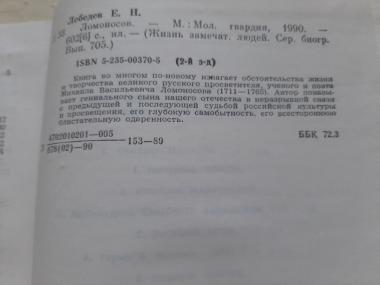 Лебедев Е. Н.
Ломоносов. — М.: Мол. гвардия, 1990. —
602[6] с., ил. — (Жизнь замечат. людей. Сер. биогр.
Вып. 705.)
ISBN 5-235-00370-5 (2-й з-д)
Книга во многом по-новому излагает обстоятельства жизни
и творчества великого русского просветителя, ученого и поэта
Михаила Васильевича Ломоносова (1711—1765). Автор показы-
вает гениального сына нашего отечества в неразрывной связи
с предыдущей и последующей судьбой российской культуры
и просвещения, его глубокую самобытность, его всестороннюю
блистательную одаренность.
4702010201—005
078(02)—90
153—89
ББК 72.3